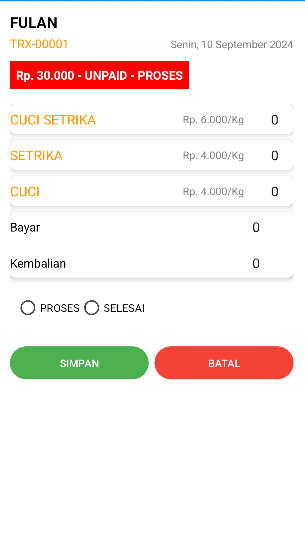 FULAN
TRX-00001 Senin, 10 September 2024
Rp. 30.000 - UNPAID - PROSES
CUCI SETRIKA Rp. 6.000/Kg 0
SETRIKA Rp. 4.000/Kg 0
CUCI Rp. 4.000/Kg 0
Bayar 0
Kembalian 0
PROSES SELESAI
SIMPAN BATAL